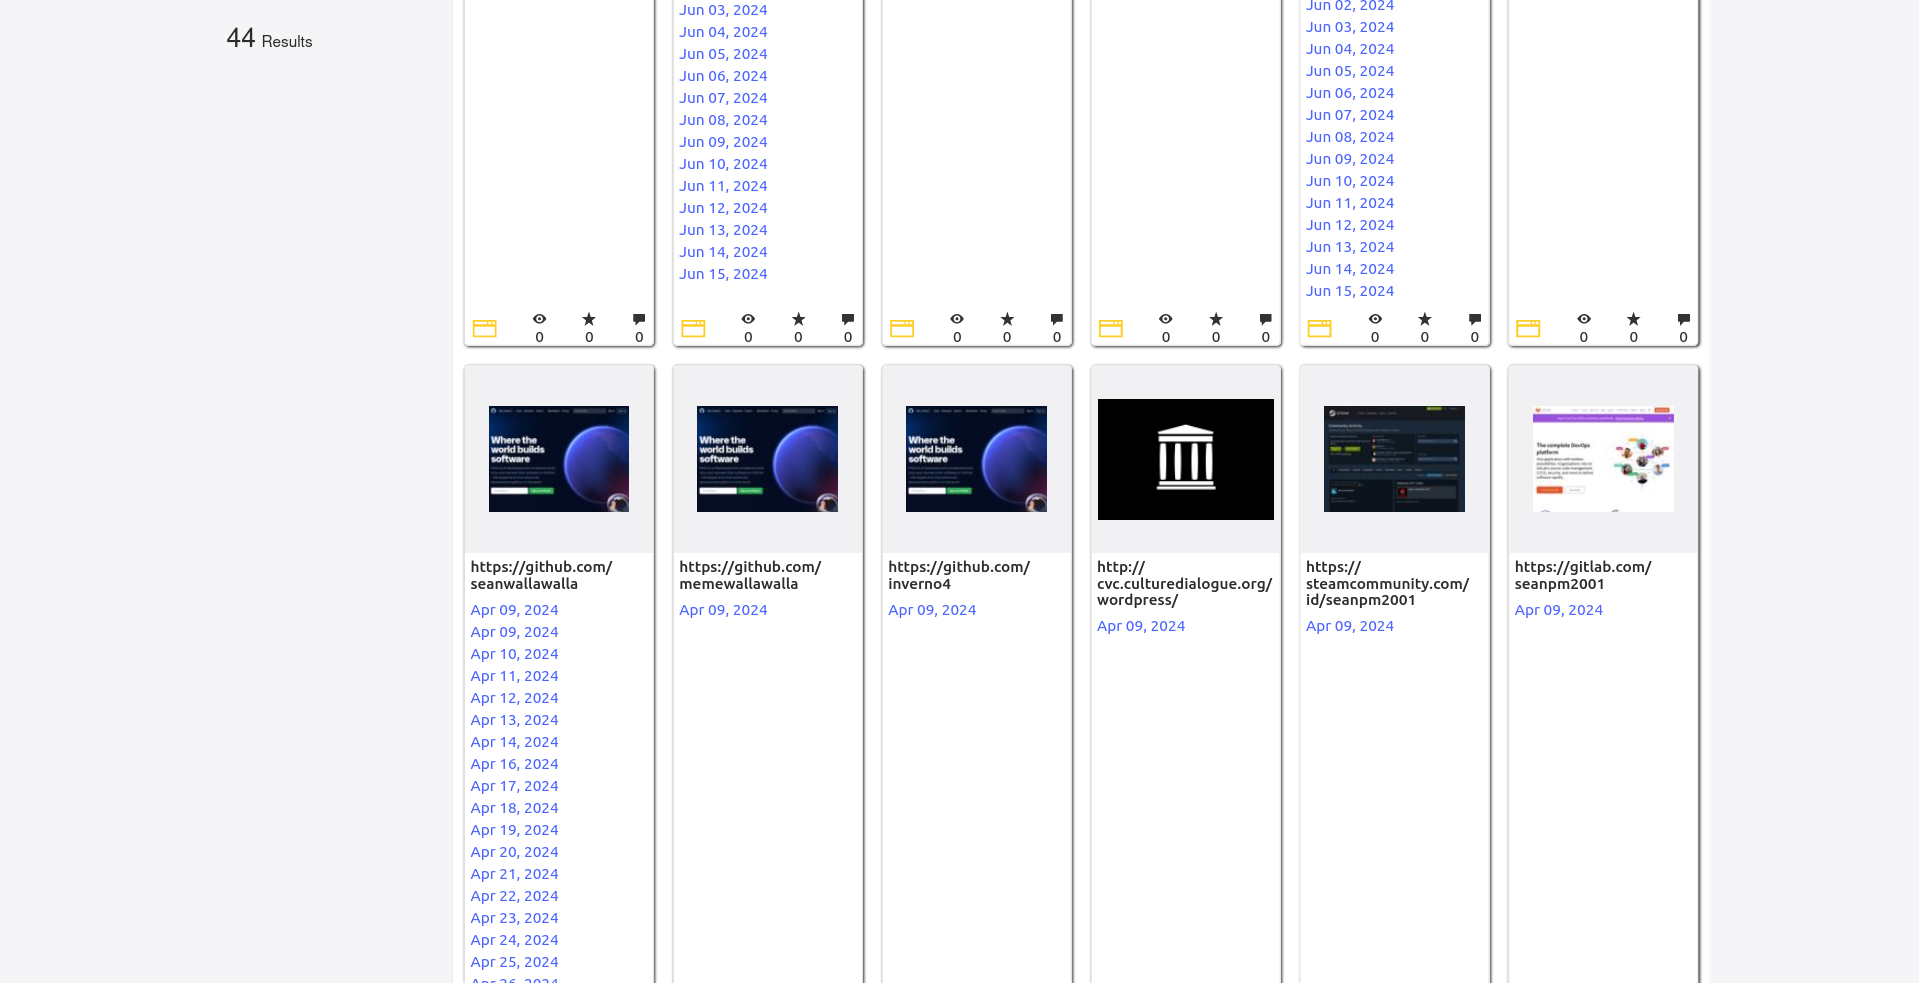 44 Results
Jun 03, 2024
Jun 04, 2024
Jun 05, 2024
Jun 06, 2024
Jun 07, 2024
Jun 08, 2024
Jun 09, 2024
Jun 10, 2024
Jun 11, 2024
Jun 12, 2024
Jun 13, 2024
Jun 14, 2024
Jun 15, 2024
Jun 02, 2024
Jun 03, 2024
Jun 04, 2024
Jun 05, 2024
Jun 06, 2024
Jun 07, 2024
Jun 08, 2024
Jun 09, 2024
Jun 10, 2024
Jun 11, 2024
Jun 12, 2024
Jun 13, 2024
Jun 14, 2024
Jun 15, 2024
0 0 0
0 0 0
0 0 0
0 0 0
0 0 0
0 0 0
Where the
world builds
software
https://github.com/
seanwallawalla
Apr 09, 2024
Apr 09, 2024
Apr 10, 2024
Apr 11, 2024
Apr 12, 2024
Apr 13, 2024
Apr 14, 2024
Apr 16, 2024
Apr 17, 2024
Apr 18, 2024
Apr 19, 2024
Apr 20, 2024
Apr 21, 2024
Apr 22, 2024
Apr 23, 2024
Apr 24, 2024
Apr 25, 2024
Apr 26, 2024
Where the
world builds
software
https://github.com/
memewallawalla
Apr 09, 2024
Where the
world builds
software
https://github.com/
inverno4
Apr 09, 2024
http://
cvc.culturedialogue.org/
wordpress/
Apr 09, 2024
https://
steamcommunity.com/
id/seanpm2001
Apr 09, 2024
The complete DevOps
platform
https://gitlab.com/
seanpm2001
Apr 09, 2024